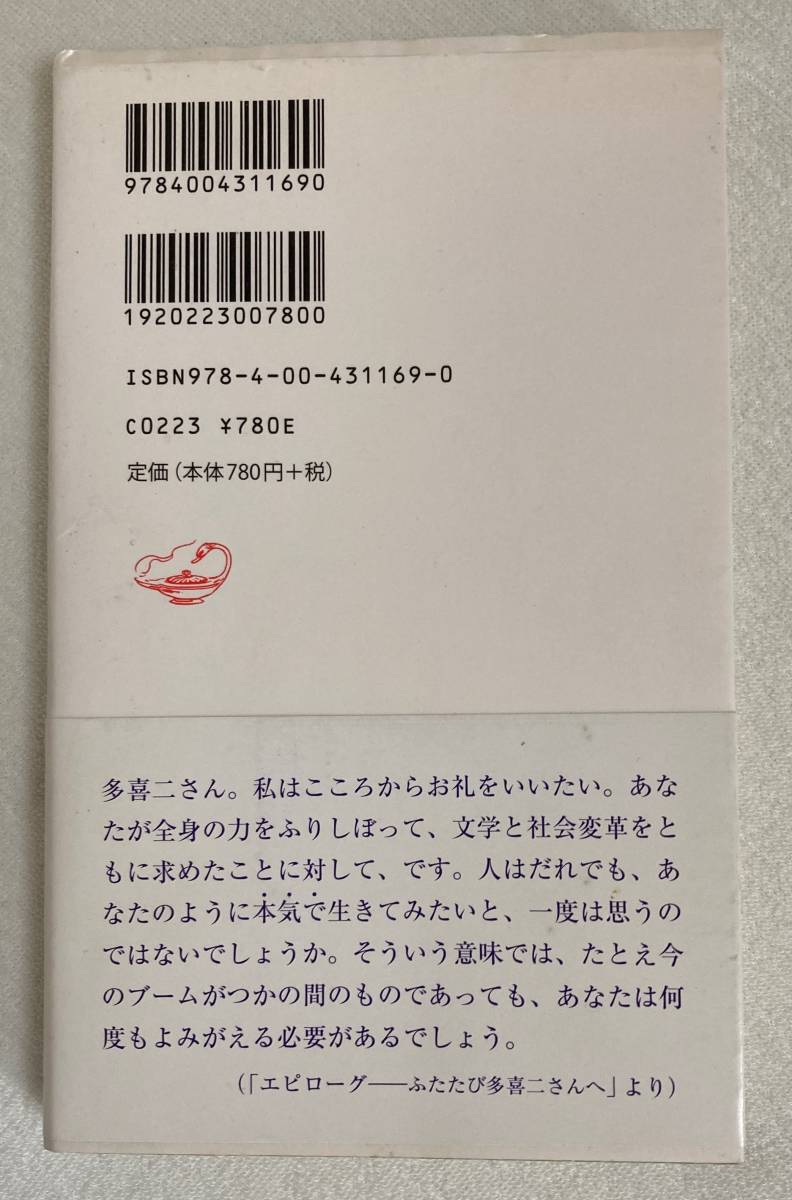 9784004311690
1920223007800
ISBN978-4-00-431169-0
C0223 ¥780E
定価(本体780円+税)
多喜二さん。私はこころからお礼をいいたい。あな
たが全身の力をふりしぼって、文学と社会変革をと
もに求めたことに対して、です。人はだれでも、あ
なたのように本気で生きてみたいと、一度は思うの
ではないでしょうか。そういう意味では、たとえ今
のブームがつかの間のものであっても、あなたは何
度もよみがえる必要があるでしょう。
(「エピローグ——ふたたび多喜二さんへ」より)